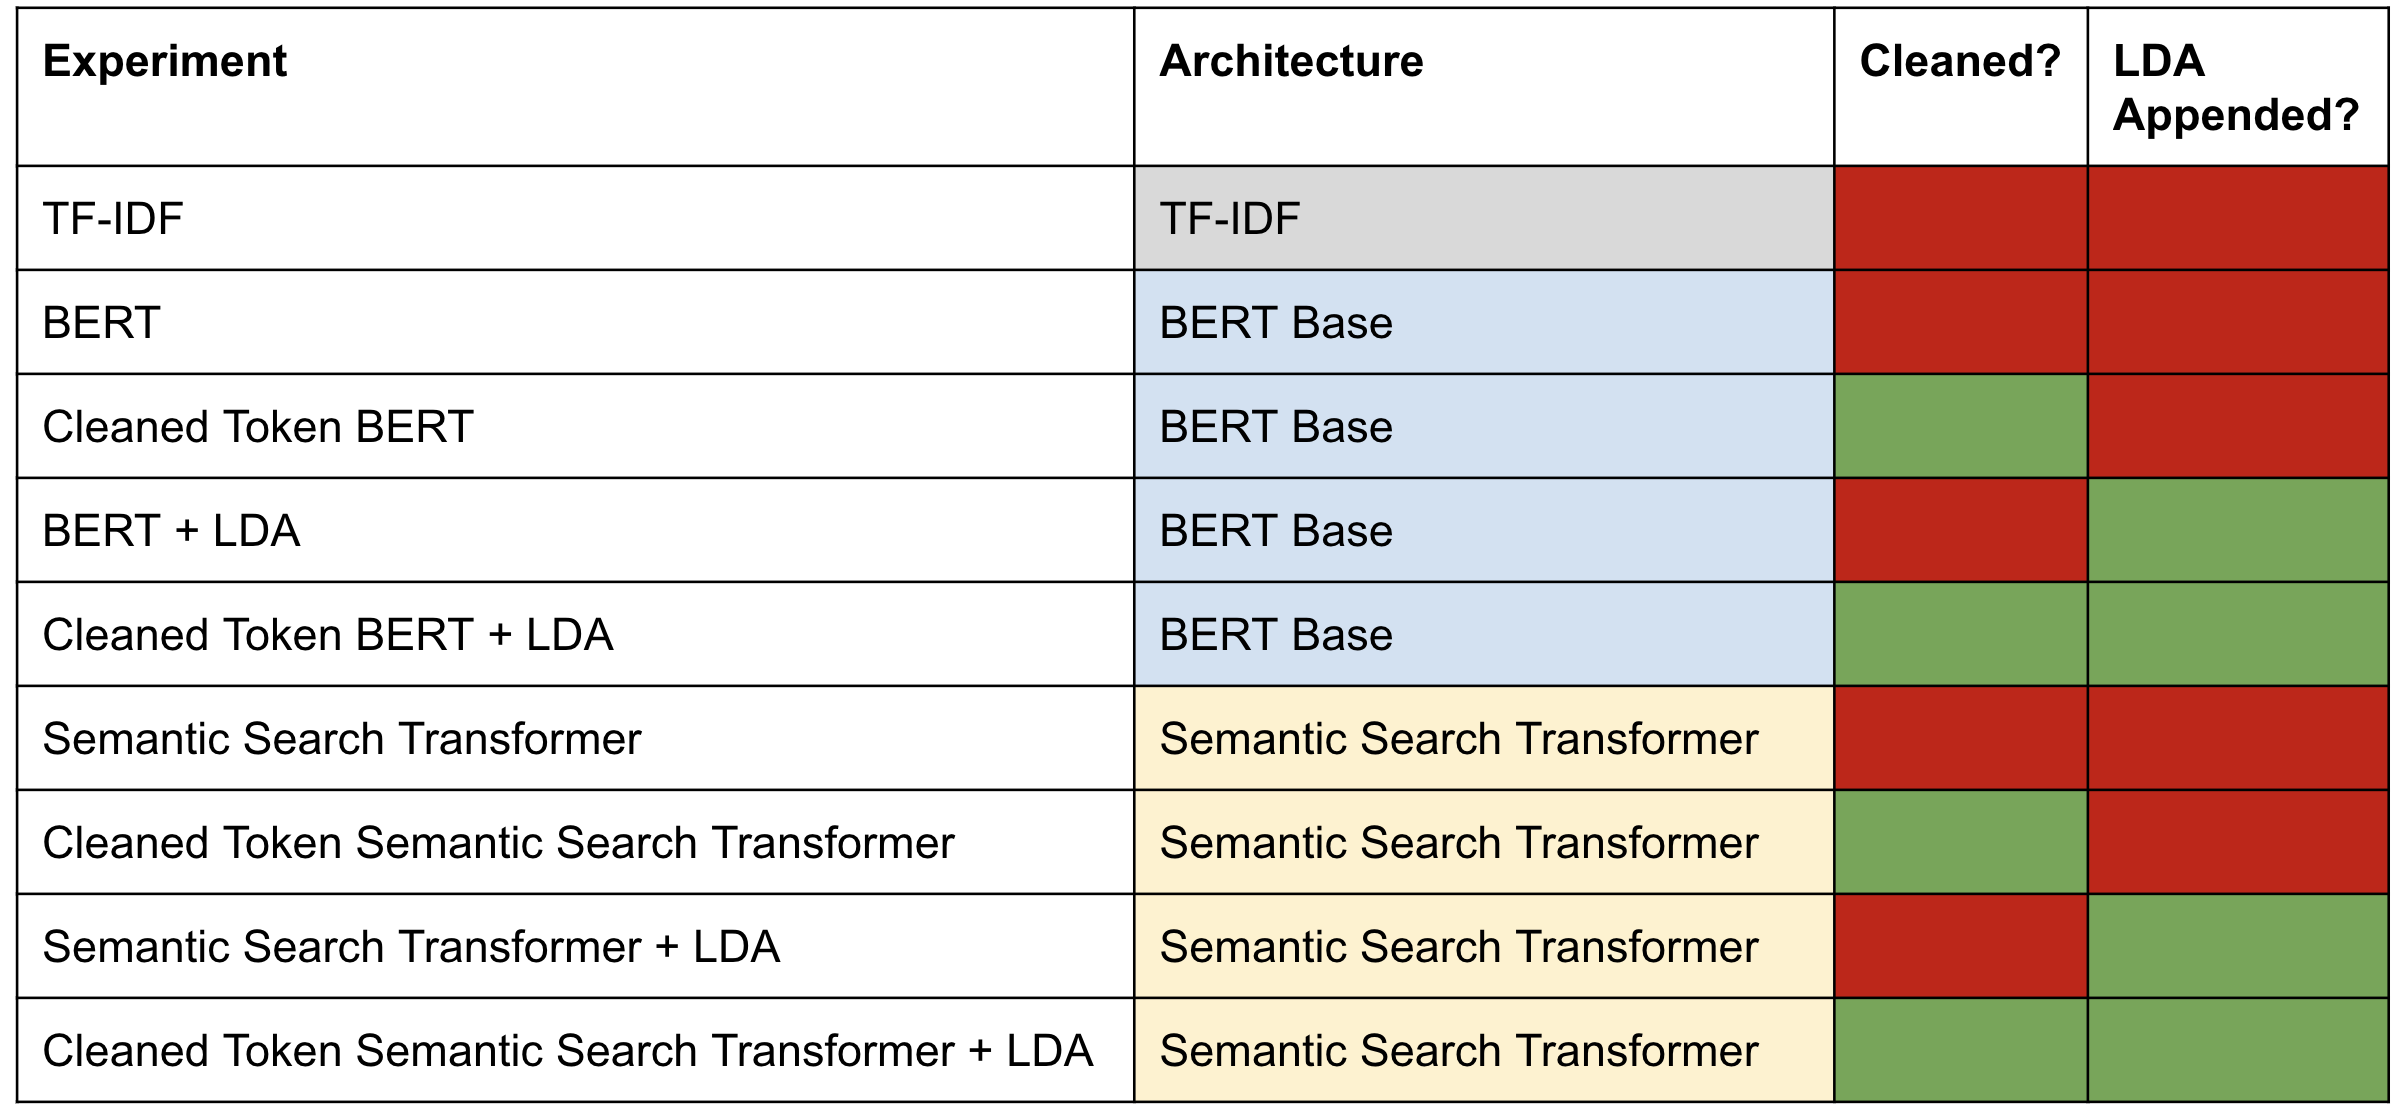 Experiment Architecture Cleaned? LDA
Appended?
TF-IDF TF-IDF
BERT BERT Base
Cleaned Token BERT BERT Base
BERT + LDA BERT Base
Cleaned Token BERT + LDA BERT Base
Semantic Search Transformer Semantic Search Transformer
Cleaned Token Semantic Search Transformer Semantic Search Transformer
Semantic Search Transformer + LDA Semantic Search Transformer
Cleaned Token Semantic Search Transformer + LDA Semantic Search Transformer